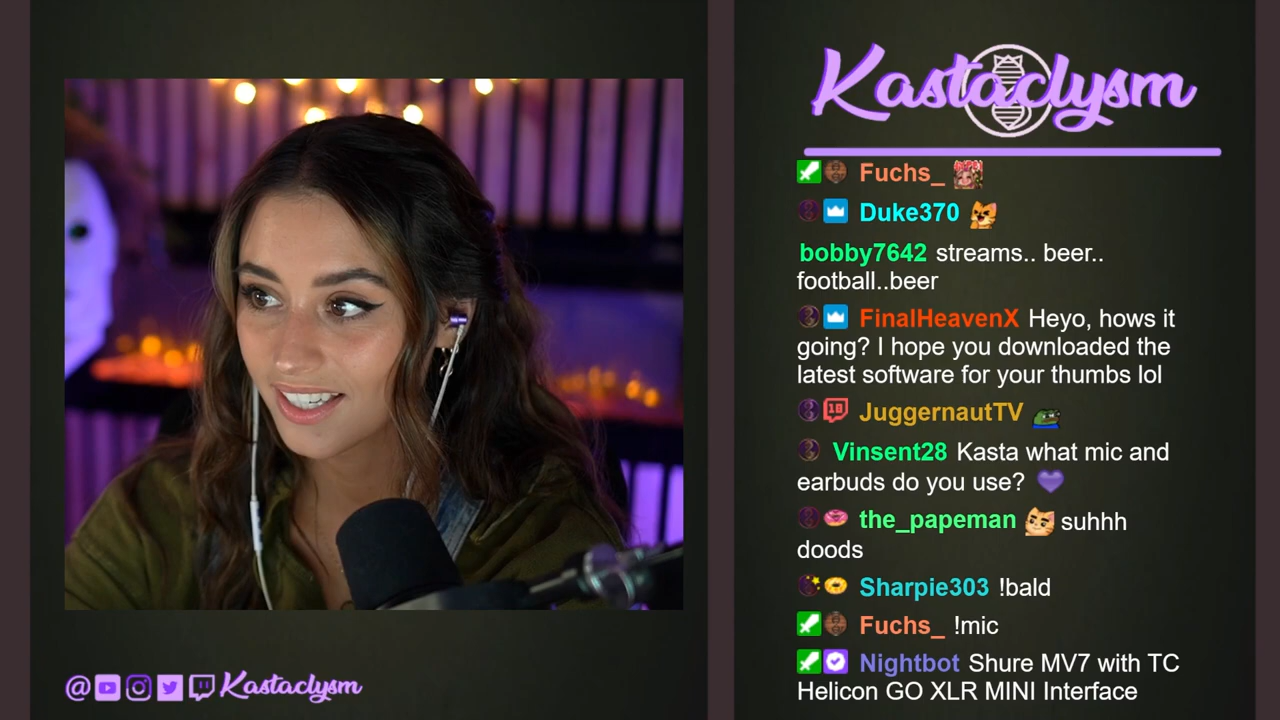 Kastaclysm
Fuchs_
Duke370
bobby7642 streams.. beer..
football..beer
FinalHeavenX Heyo, hows it
going? I hope you downloaded the
latest software for your thumbs lol
JuggernautTV
Vinsent28 Kasta what mic and
earbuds do you use?
the_papeman suhhh
doods
Sharpie303 !bald
Fuchs_ !mic
Nightbot Shure MV7 with TC
Helicon GO XLR MINI Interface
@ Kastaclysm